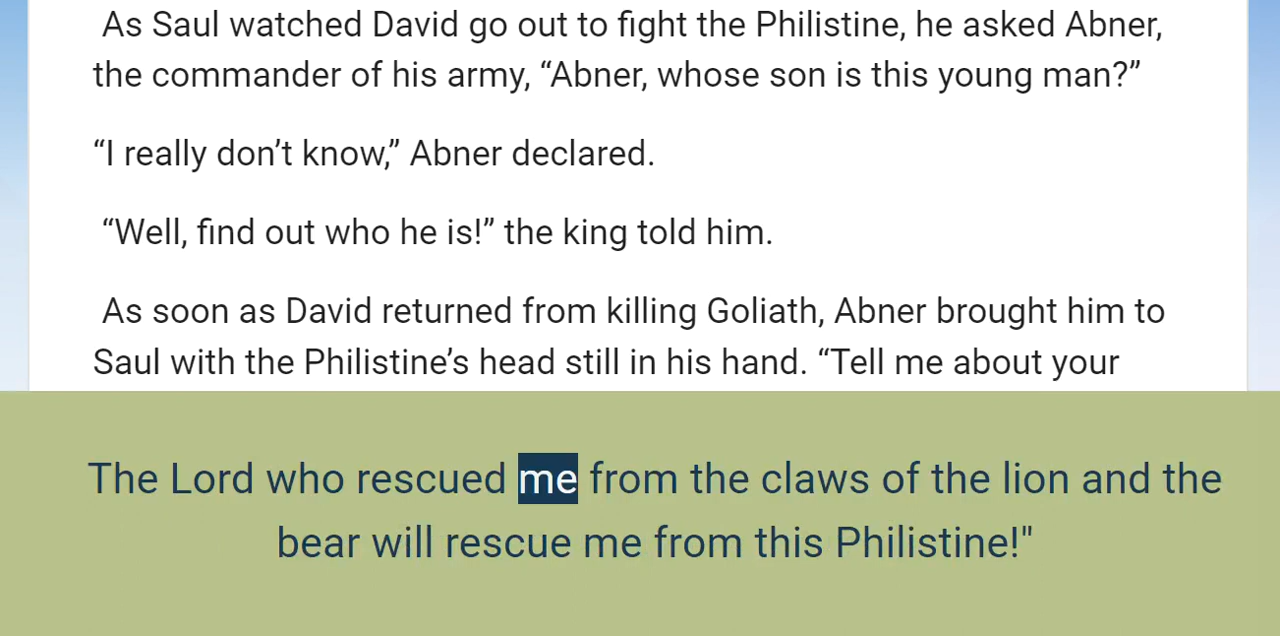 As Saul watched David go out to fight the Philistine, he asked Abner,
the commander of his army, “Abner, whose son is this young man?”
“I really don’t know,” Abner declared.
“Well, find out who he is!” the king told him.
As soon as David returned from killing Goliath, Abner brought him to
Saul with the Philistine’s head still in his hand. “Tell me about your
The Lord who rescued me from the claws of the lion and the
bear will rescue me from this Philistine!"